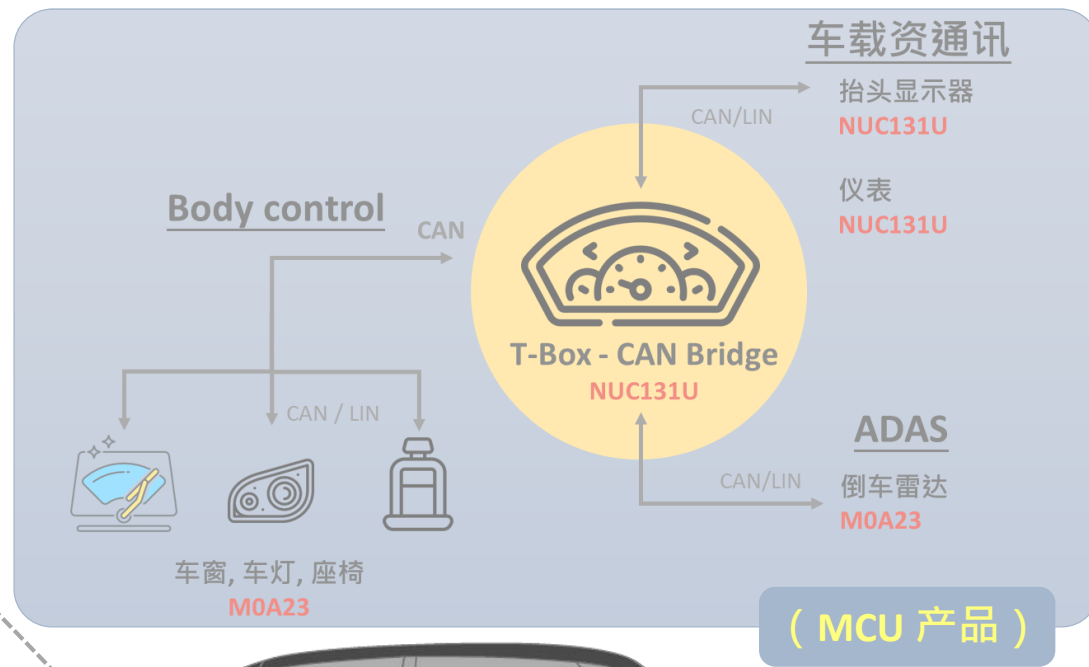 车载资通讯
抬头显示器
NUC131U
CAN/LIN
仪表
NUC131U
Body control
CAN
T-Box - CAN Bridge
NUC131U
CAN / LIN
ADAS
CAN/LIN
倒车雷达
M0A23
车窗, 车灯, 座椅
M0A23
( MCU 产品 )